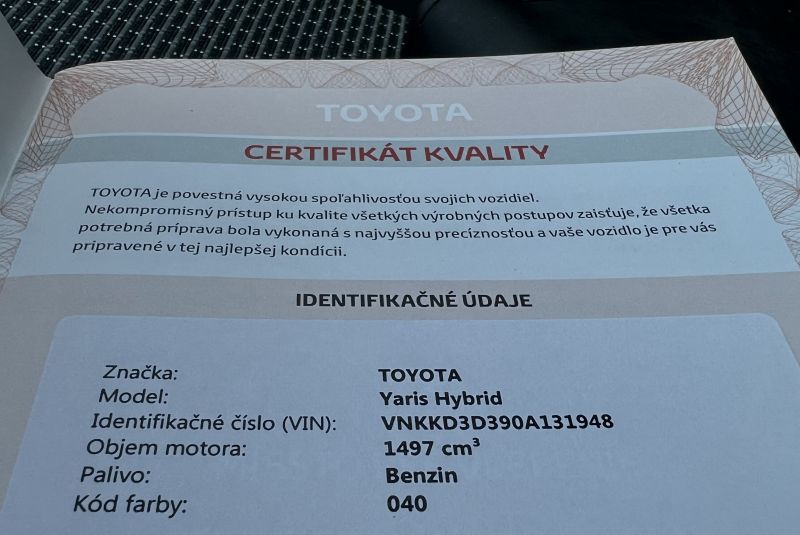 TOYOTA
CERTIFIKÁT KVALITY
TOYOTA je povestná vysokou spoľahlivosťou svojich vozidiel.
Nekompromisný prístup ku kvalite všetkých výrobných postupov zaisťuje, že všetka
potrebná príprava bola vykonaná s najvyššou precíznosťou a vaše vozidlo je pre vás
pripravené v tej najlepšej kondícii.
IDENTIFIKAČNÉ ÚDAJE
Značka: TOYOTA
Model: Yaris Hybrid
Identifikačné číslo (VIN): VNKKD3D390A131948
Objem motora: 1497 cm³
Palivo: Benzin
Kód farby: 040